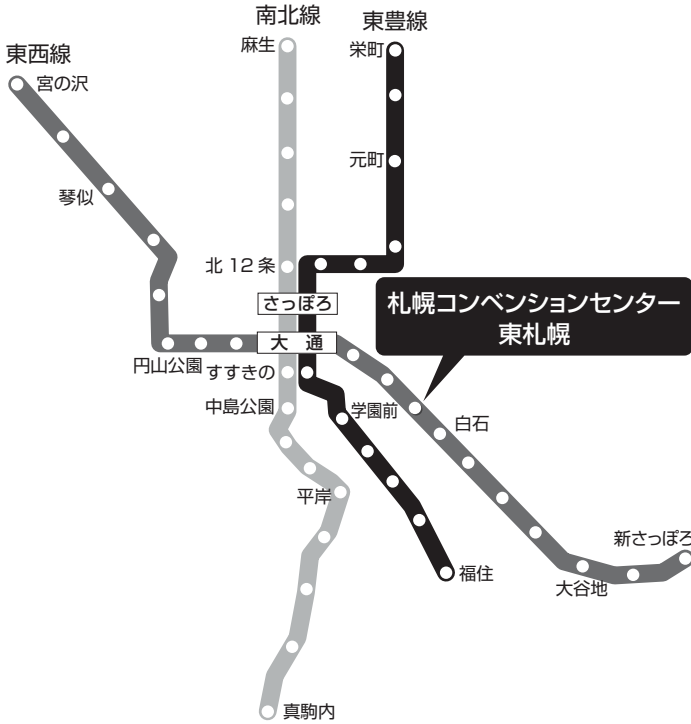 南北線
東豊線
東西線
麻生
栄町
宮の沢
元町
琴似
北12条
さっぽろ
札幌コンベンションセンター
東札幌
大 通
円山公園
すすきの
中島公園
学園前
白石
平岸
新さっぽろ
福住
大谷地
真駒内